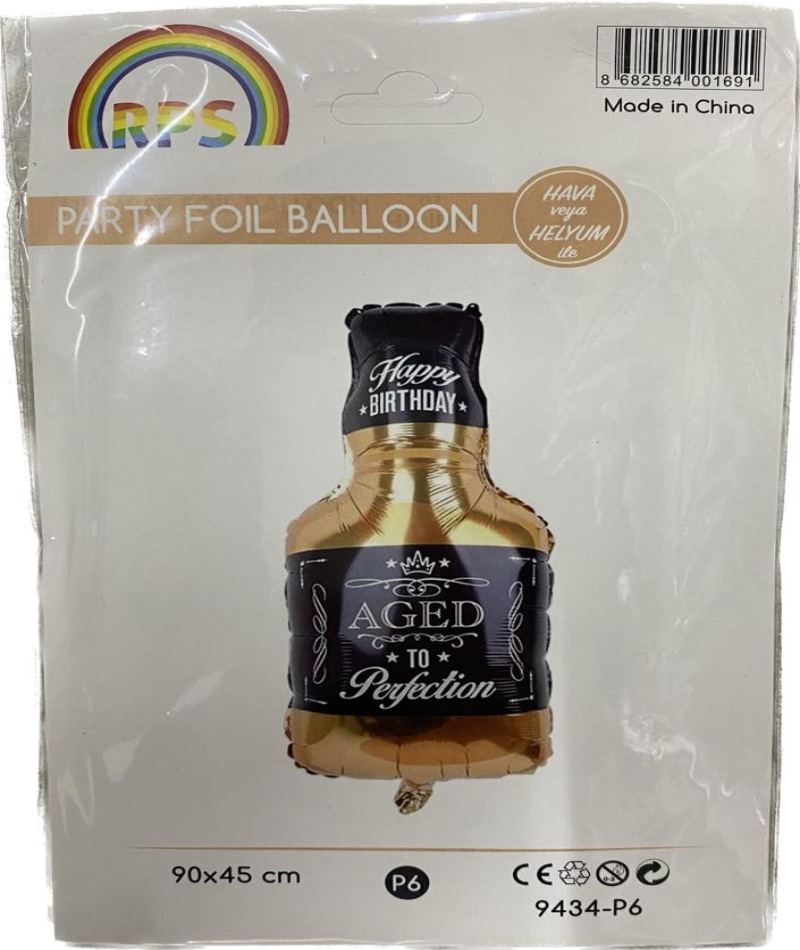 RPS
8 682584 001691
Made in China
PARTY FOIL BALLOON
HAVA
veya
HELYUM
ile
Happy
BIRTHDAY
AGED
TO
Perfection
90x45 cm
P6
CE
9434-P6